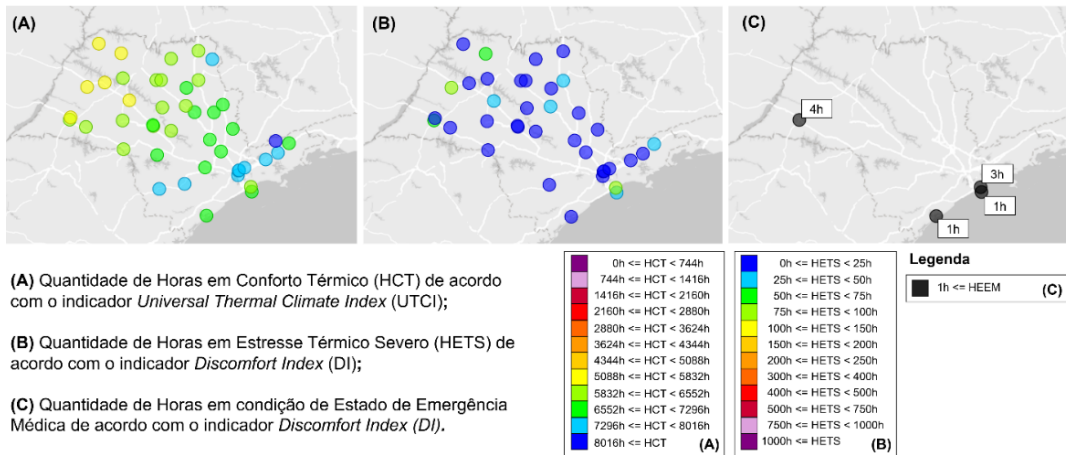 (A)
(B)
(C)
4h
3h
1h
1h
(A) Quantidade de Horas em Conforto Térmico (HCT) de acordo
com o indicador Universal Thermal Climate Index (UTCI);
(B) Quantidade de Horas em Estresse Térmico Severo (HETS) de
acordo com o indicador Discomfort Index (DI);
(C) Quantidade de Horas em condição de Estado de Emergência
Médica de acordo com o indicador Discomfort Index (DI).
0h <= HCT < 744h
744h <= HCT < 1416h
1416h <= HCT < 2160h
2160h <= HCT < 2880h
2880h <= HCT < 3624h
3624h <= HCT < 4344h
4344h <= HCT < 5088h
5088h <= HCT < 5832h
5832h <= HCT < 6552h
6552h <= HCT < 7296h
7296h <= HCT < 8016h
8016h <= HCT
(A)
0h <= HETS < 25h
25h <= HETS < 50h
50h <= HETS < 75h
75h <= HETS < 100h
100h <= HETS < 150h
150h <= HETS < 200h
200h <= HETS < 250h
300h <= HETS < 400h
400h <= HETS < 500h
500h <= HETS < 750h
750h <= HETS < 1000h
1000h <= HETS
(B)
Legenda
1h <= HEEM
(C)